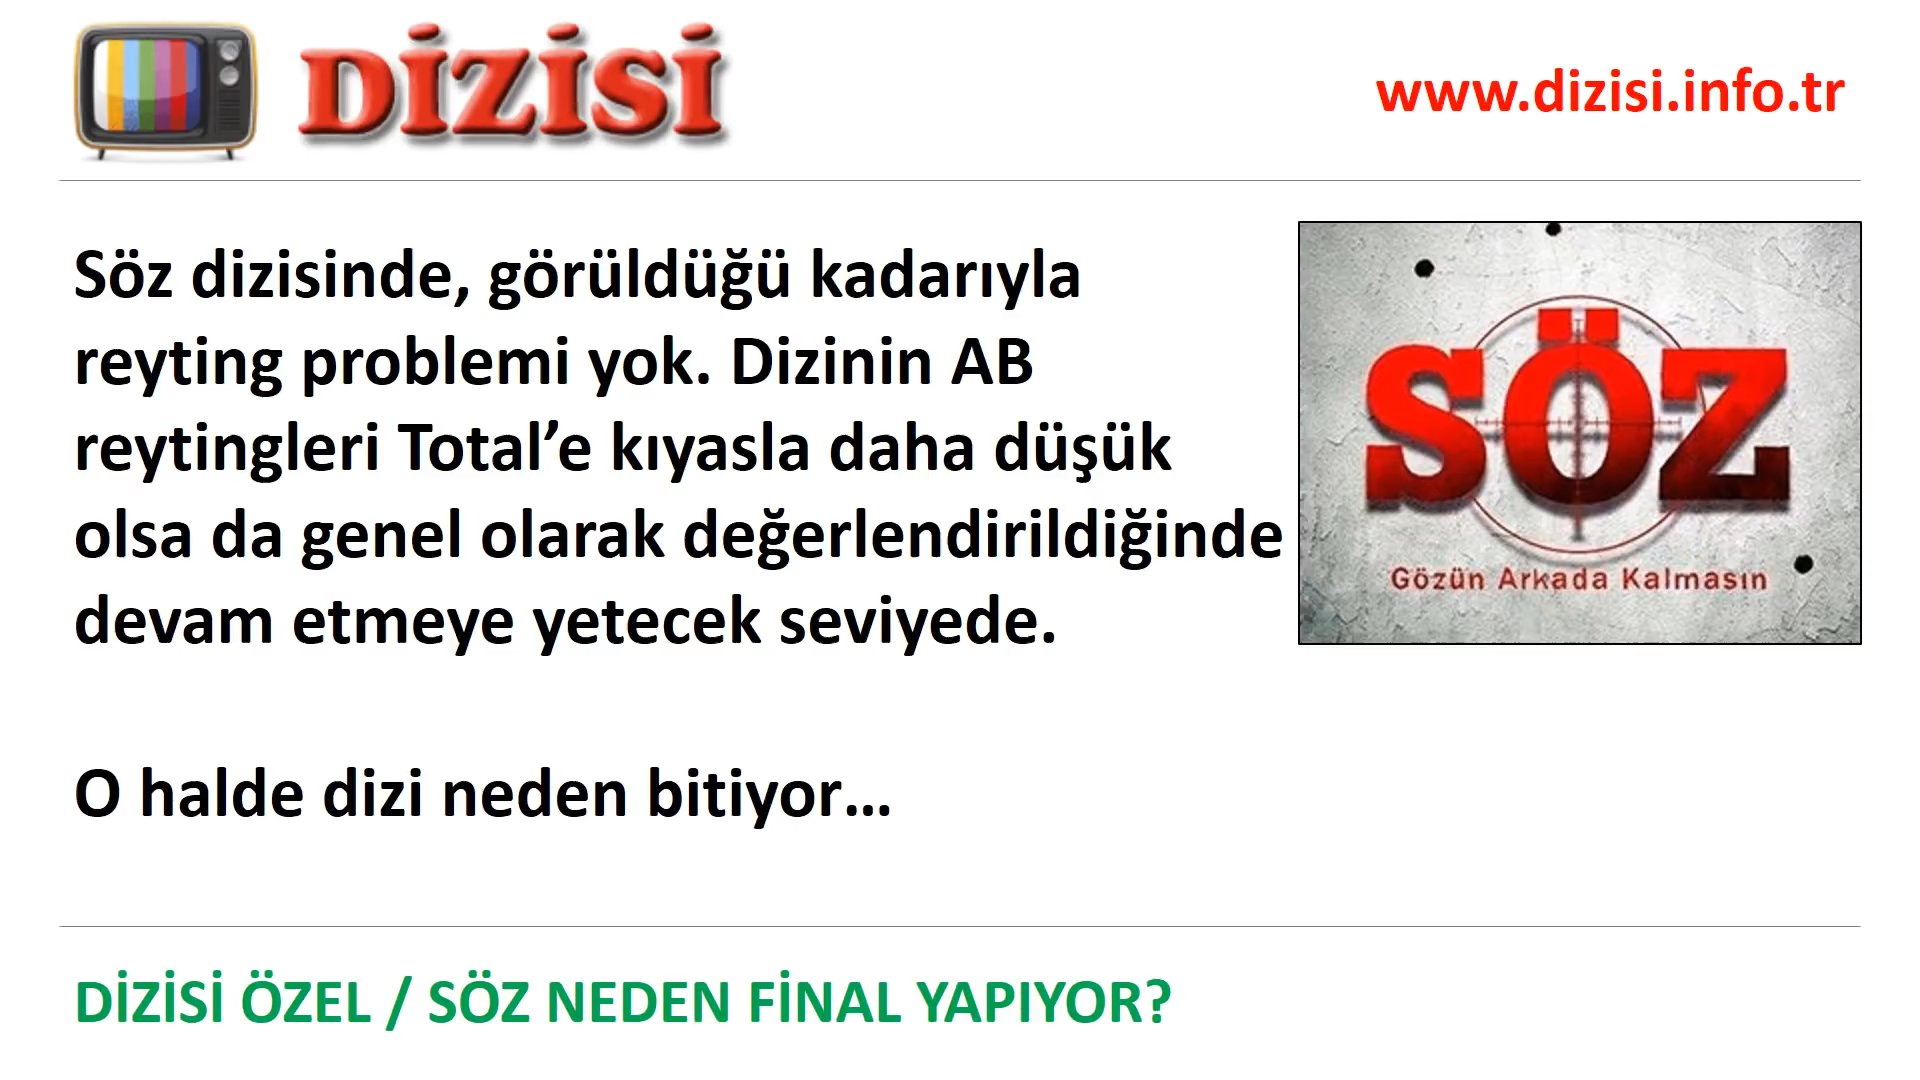 DİZİSİ
www.dizisi.info.tr
Söz dizisinde, görüldüğü kadarıyla
reyting problemi yok. Dizinin AB
reytingleri Total’e kıyasla daha düşük
olsa da genel olarak değerlendirildiğinde
devam etmeye yetecek seviyede.
O halde dizi neden bitiyor…
SÖZ
Gözün Arkada Kalmasın
DİZİSİ ÖZEL / SÖZ NEDEN FİNAL YAPIYOR?